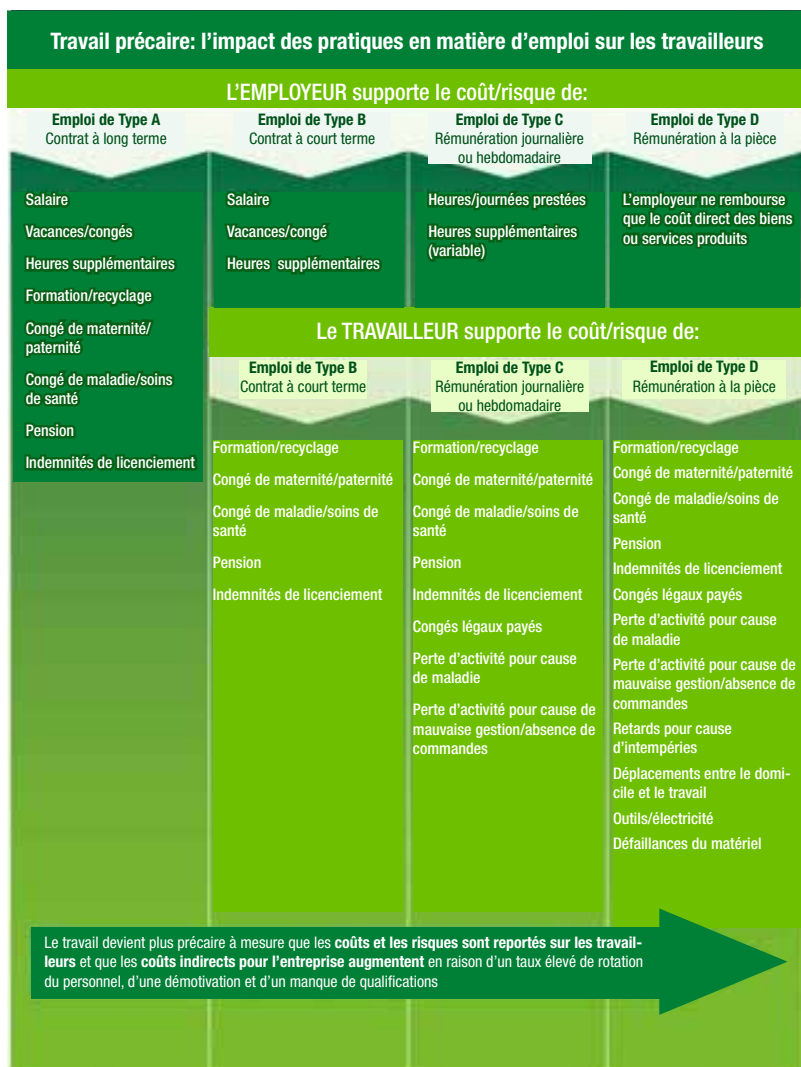 Travail précaire: l'impact des pratiques en matière d'emploi sur les travailleurs
L'EMPLOYEUR supporte le coût/risque de:
Emploi de Type A
Contrat à long terme
Salaire
Vacances/congés
Heures supplémentaires
Formation/recyclage
Congé de maternité/
paternité
Congé de maladie/soins
de santé
Pension
Indemnités de licenciement
Emploi de Type B
Contrat à court terme
Salaire
Vacances/congé
Heures supplémentaires
Emploi de Type C
Rémunération journalière
ou hebdomadaire
Heures/journées prestées
Heures supplémentaires
(variable)
Emploi de Type D
Rémunération à la pièce
L'employeur ne rembourse
que le coût direct des biens
ou services produits
Le TRAVAILLEUR supporte le coût/risque de:
Emploi de Type B
Contrat à court terme
Formation/recyclage
Congé de maternité/paternité
Congé de maladie/soins de
santé
Pension
Indemnités de licenciement
Emploi de Type C
Rémunération journalière
ou hebdomadaire
Formation/recyclage
Congé de maternité/paternité
Congé de maladie/soins de
santé
Pension
Indemnités de licenciement
Congés légaux payés
Perte d'activité pour cause
de maladie
Perte d'activité pour cause de
mauvaise gestion/absence de
commandes
Emploi de Type D
Rémunération à la pièce
Formation/recyclage
Congé de maternité/paternité
Congé de maladie/soins de
santé
Pension
Indemnités de licenciement
Congés légaux payés
Perte d'activité pour cause
de maladie
Perte d'activité pour cause de
mauvaise gestion/absence de
commandes
Retards pour cause
d'intempéries
Déplacements entre le domi-
cile et le travail
Outils/électricité
Défaillances du matériel
Le travail devient plus précaire à mesure que les coûts et les risques sont reportés sur les travail-
leurs et que les coûts indirects pour l'entreprise augmentent en raison d'un taux élevé de rotation
du personnel, d'une démotivation et d'un manque de qualifications